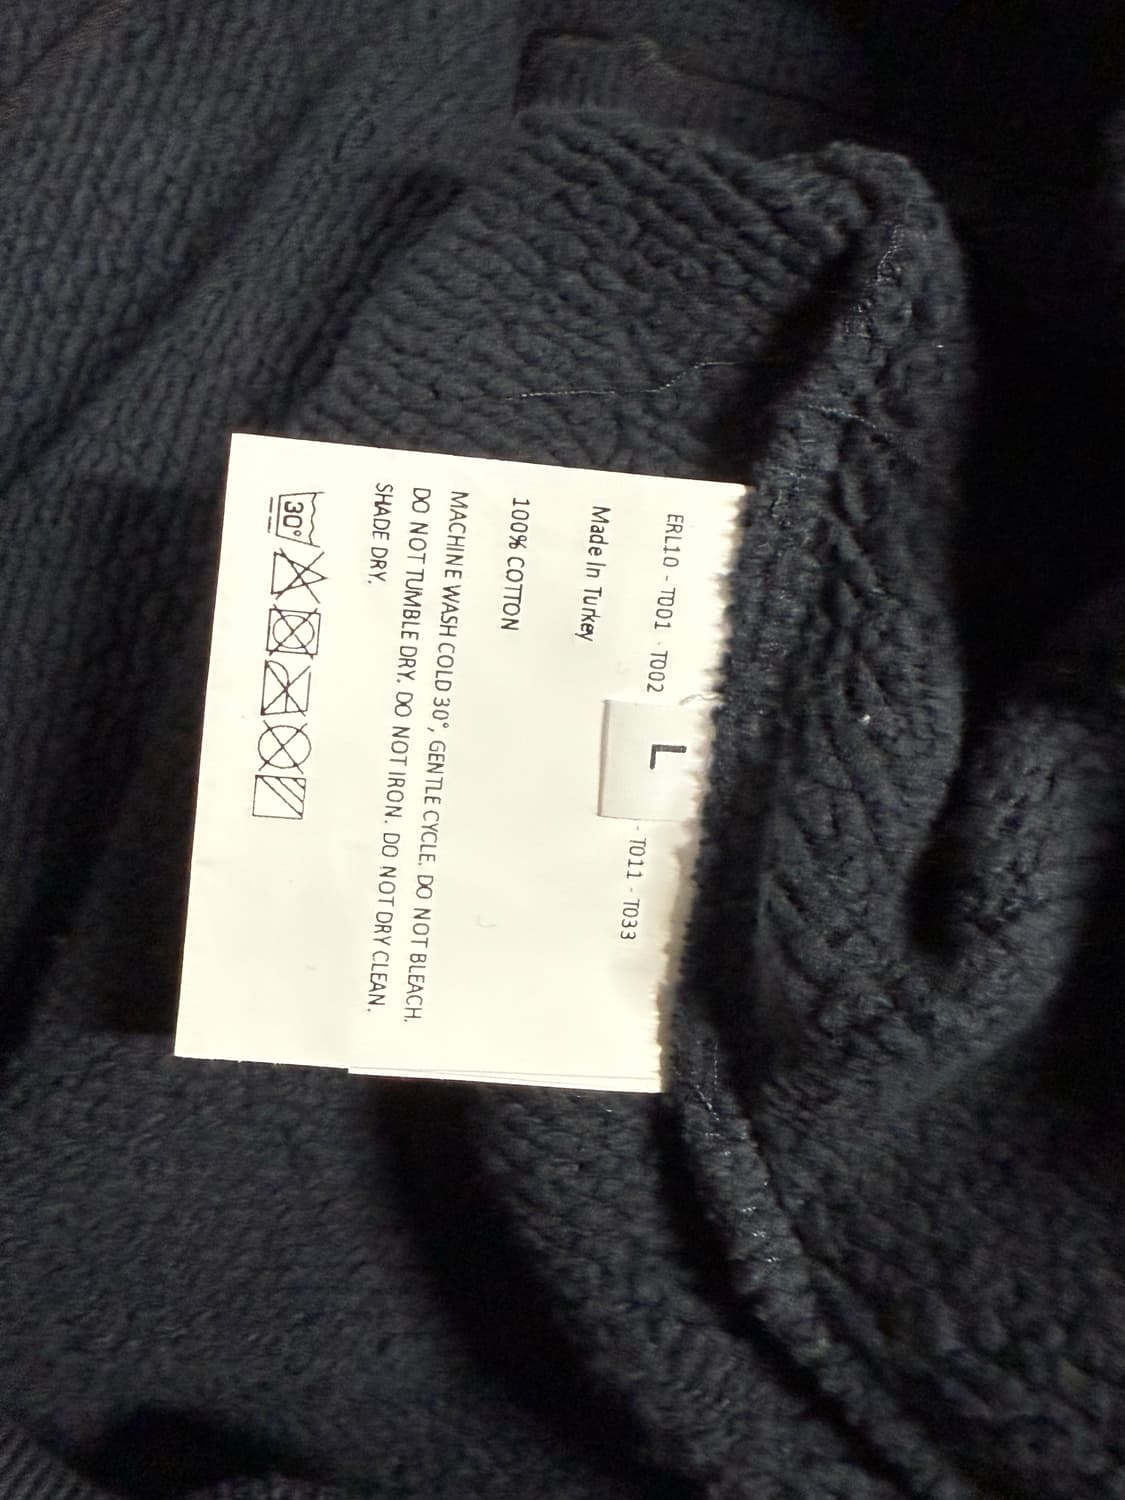 ERL10 - T001 - T002 - T011 - T033
L
Made In Turkey
100% COTTON
MACHINE WASH COLD 30°, GENTLE CYCLE. DO NOT BLEACH.
DO NOT TUMBLE DRY. DO NOT IRON. DO NOT DRY CLEAN.
SHADE DRY.
30°